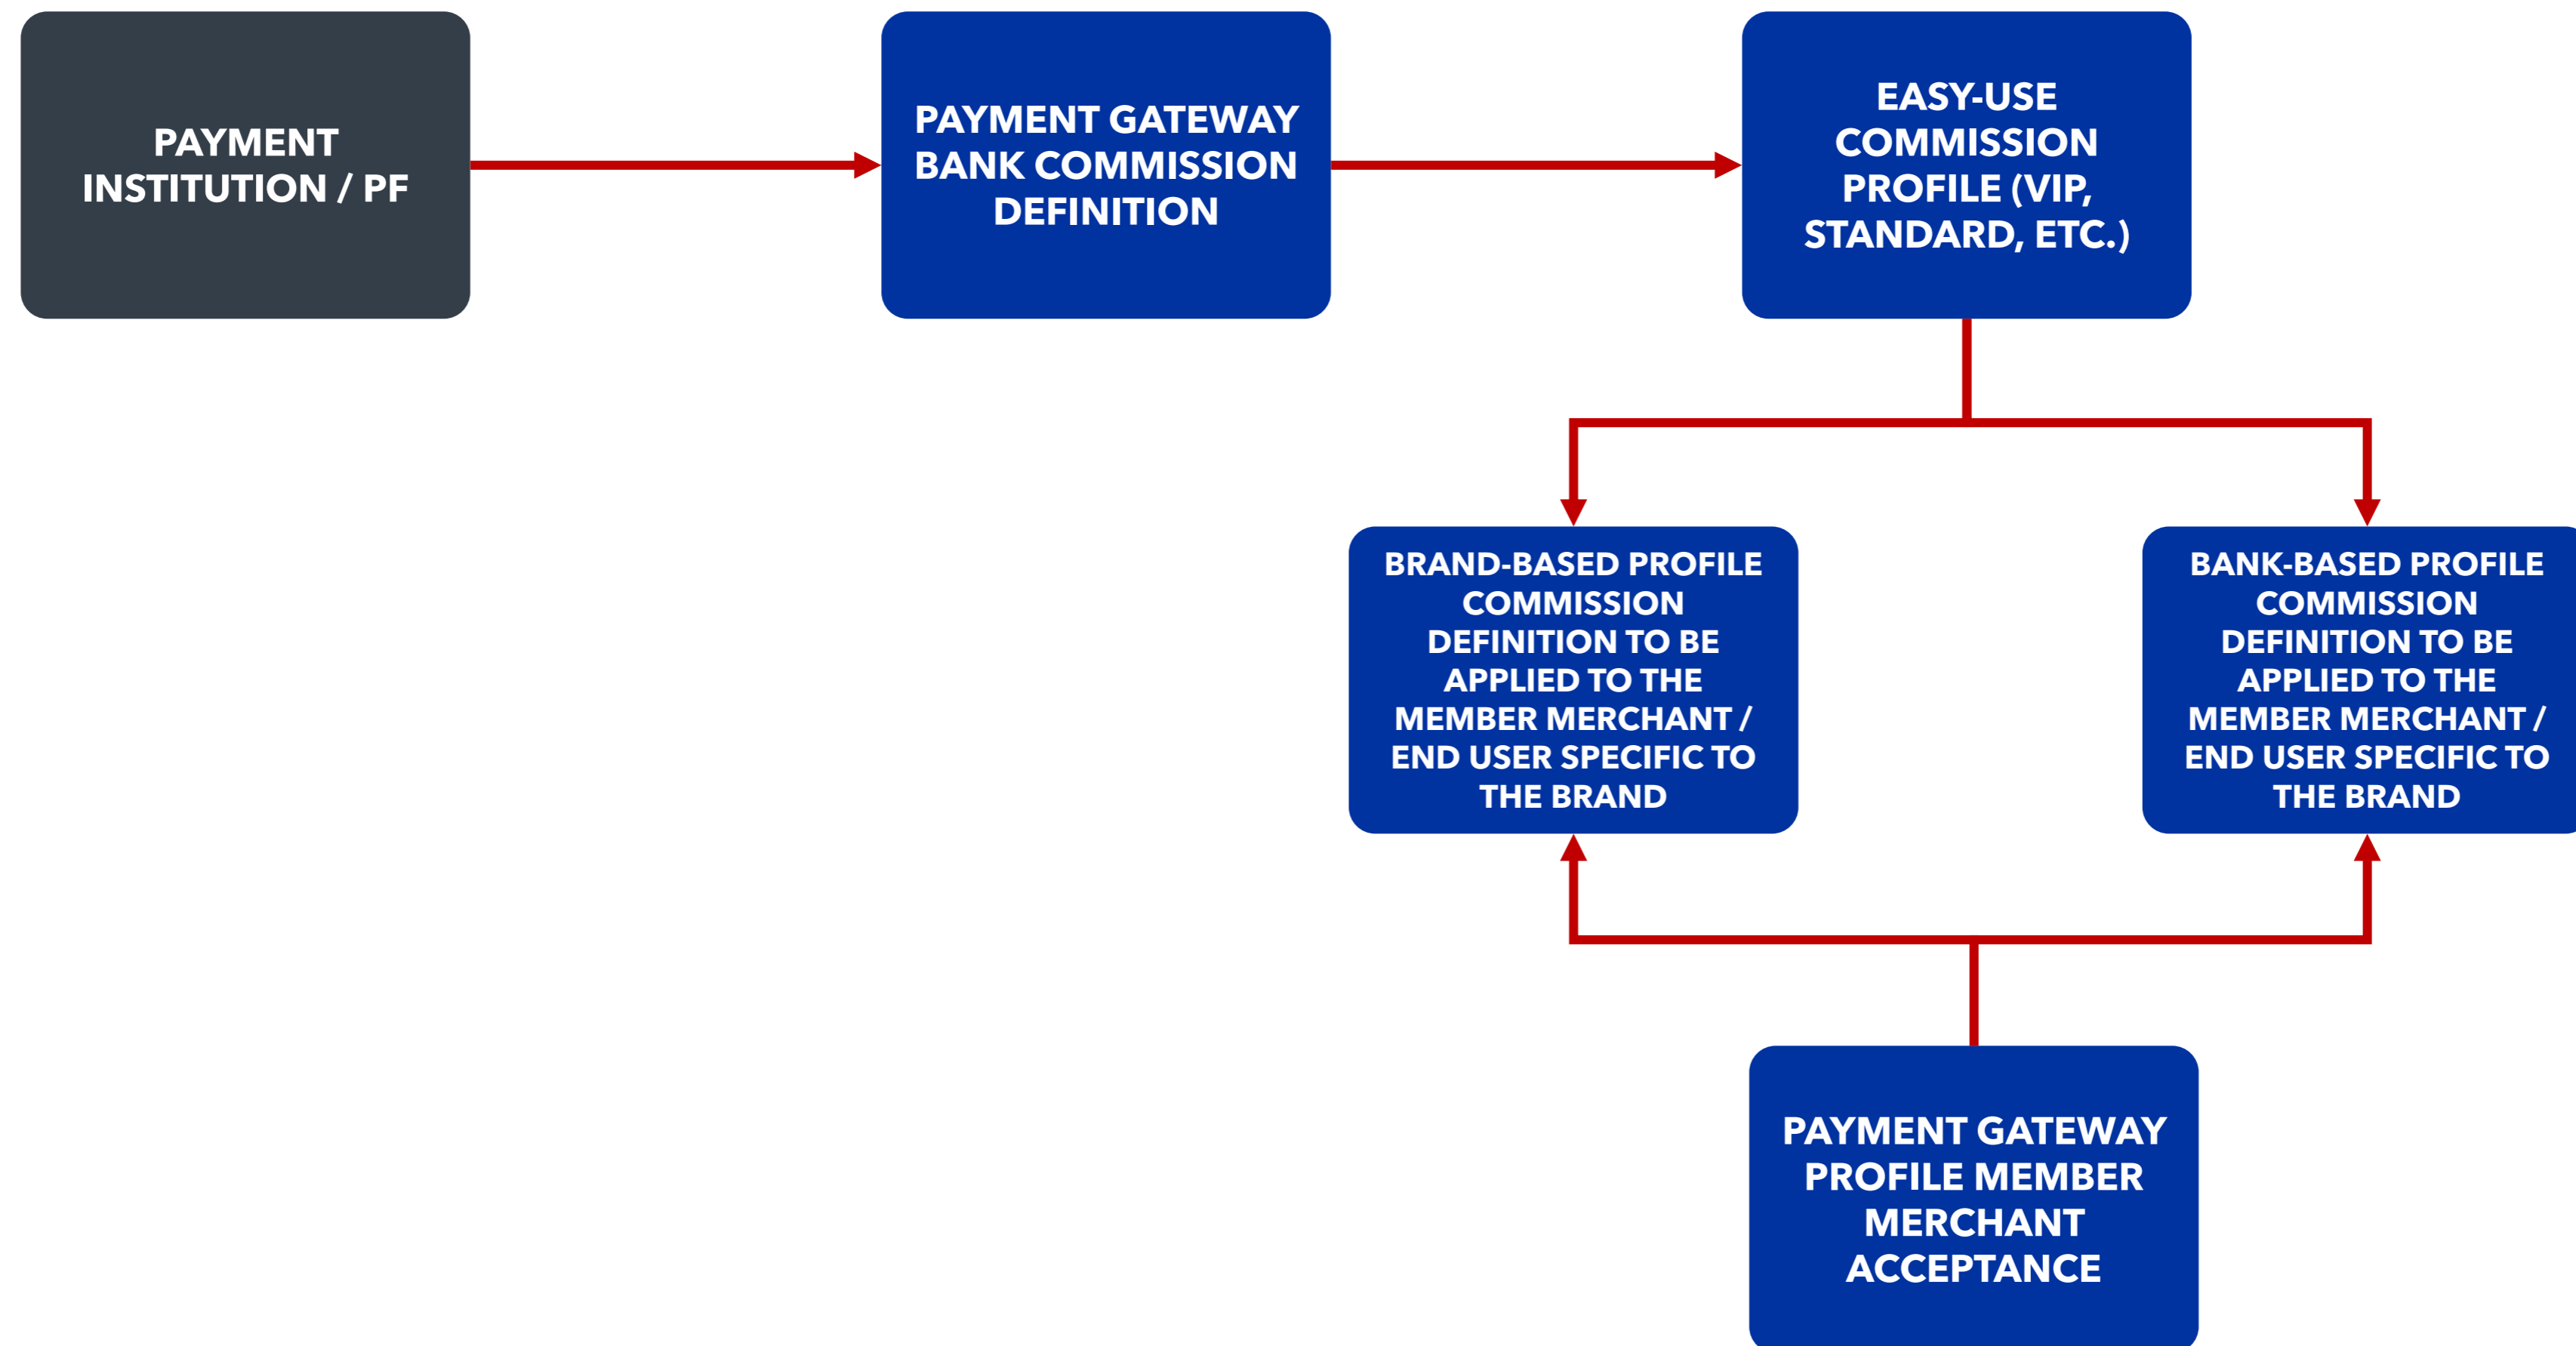 PAYMENT
INSTITUTION / PF
PAYMENT GATEWAY
BANK COMMISSION
DEFINITION
EASY-USE
COMMISSION
PROFILE (VIP,
STANDARD, ETC.)
BRAND-BASED PROFILE
COMMISSION
DEFINITION TO BE
APPLIED TO THE
MEMBER MERCHANT /
END USER SPECIFIC TO
THE BRAND
BANK-BASED PROFILE
COMMISSION
DEFINITION TO BE
APPLIED TO THE
MEMBER MERCHANT /
END USER SPECIFIC TO
THE BRAND
PAYMENT GATEWAY
PROFILE MEMBER
MERCHANT
ACCEPTANCE